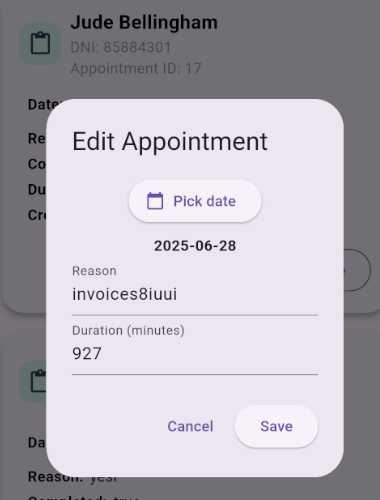 Jude Bellingham
DNI: 85884301
Appointment ID: 17
Date
Re
Co
Du
Cre
Edit Appointment
Pick date
2025-06-28
Reason
invoices8iuui
Duration (minutes)
927
Cancel
Save
Da
Reason: yesi
Completed: true